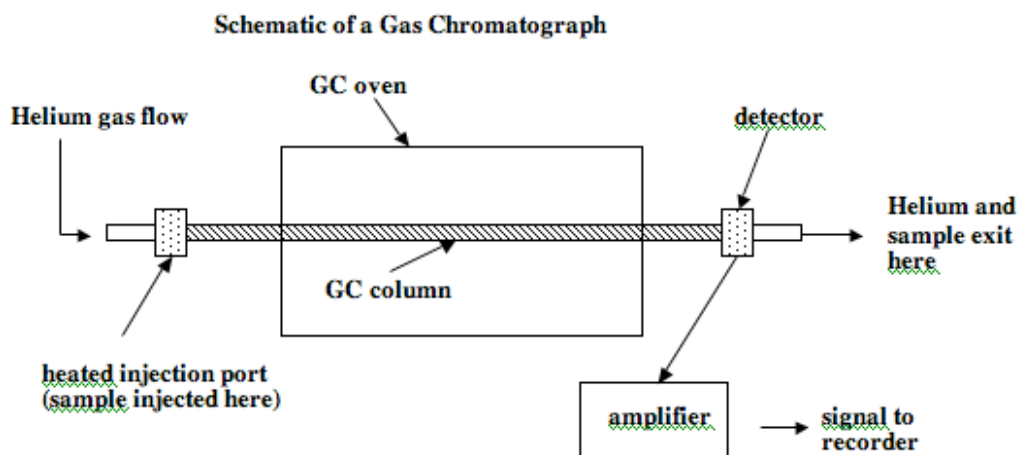 Schematic of a Gas Chromatograph
GC oven
Helium gas flow
detector
Helium and
sample exit
here
GC column
heated injection port
(sample injected here)
amplifier
signal to
recorder